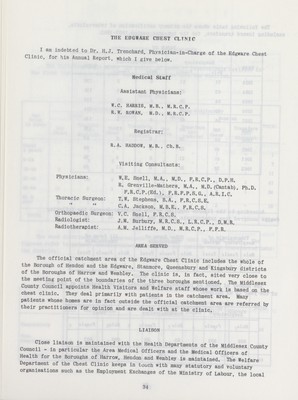 THE EDGWARE CHEST CLINIC
I am indebted to Dr. H.J. Trenchard, Physician-in-Charge of the Edgware Chest
Clinic, for his Annual Report, which I give below.
Medical Staff
Assistant Physicians:
W.C. HARRIS, M.B., M.R.C.P.
H.W. ROWAN, M.D., M.R.C.P.
Registrar:
R.A. HADDON, M.B., Ch.B.
Visiting Consultants:
Physicians: W.E. Snell, M.A., M.D., F.R.C.P., D.P.H.
R. Grenville-Mathers, M.A., M.D.(Cantab), Ph.D,
F.R.C.P.(Ed), F.R.F.P.S.G., A.R.I.C.
Thoracic Surgeon: T.W. Stephens, B.A., F.R.C.S.E.
C.A. Jackson, M.B.E., F.R.C.S.
Orthopaedic Surgeon: V.C. Snell, F.R.C.S.
Radiologist: J.W. Burbury, M.R.C.S., L.R.C.P., D.M.R.
Radiotherapist: A.M. Jelliffe, M.D., M.R.C.P., F.F.R.
AREA SERVED
The official catchment area of the Edgware Chest Clinic includes the whole of
the Borough of Hendon and the Edgware, Stanmore, Queensbury and Kingsbury districts
of the Boroughs of Harrow and Wembley. The clinic is, in fact, sited very close to
the meeting point of the boundaries of the three boroughs mentioned. The Middlesex
County Council appoints Health Visitors and Welfare staff whose work is based on the
chest clinic. They deal primarily with patients in the catchment area. Many
patients whose homes are in fact outside the official catchment area are referred by
their practitioners for opinion and are dealt with at the clinic.
LIAISON
Close liaison is maintained with the Health Departments of the Middlesex County
Council - in particular the Area Medical Officers and the Medical Officers of
Health for the Boroughs of Harrow, Hendon and Wembley is maintained. The Welfare
Department of the Chest Clinic keeps in touch with many statutory and voluntary
organisations such as the Employment Exchanges of the Ministry of Labour, the local
94